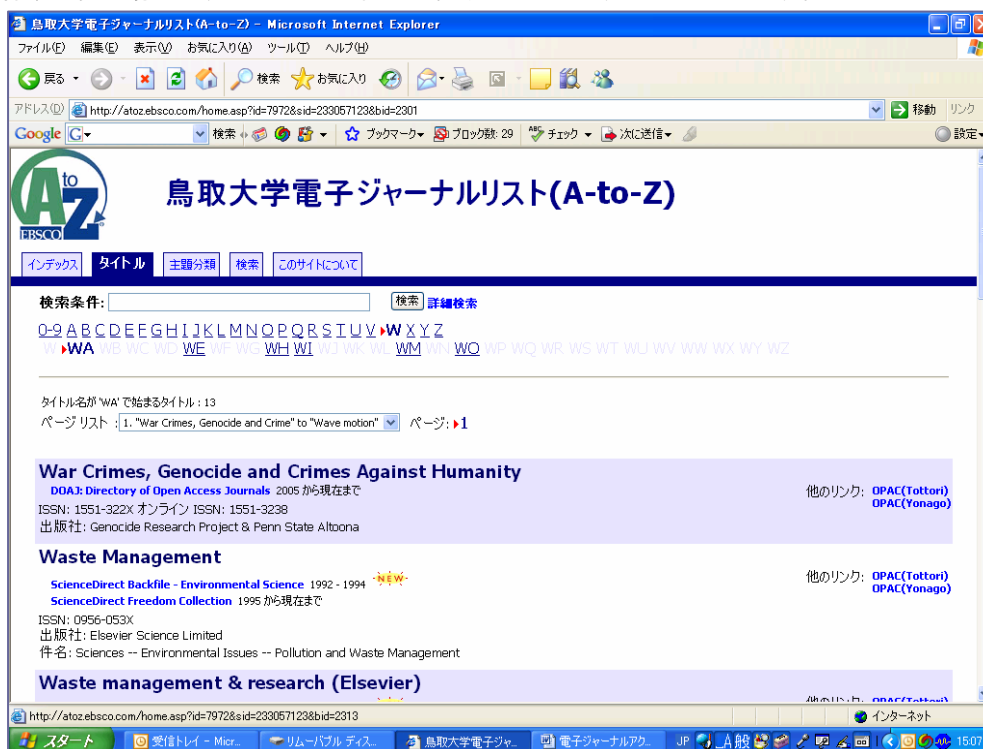 鳥取大学電子ジャーナルリスト(A-to-Z) - Microsoft Internet Explorer
ファイル(F) 編集(E) 表示(V) お気に入り(A) ツール(T) ヘルプ(H)
戻る 検索 お気に入り
アドレス(D) http://atoz.ebsco.com/home.asp?id=7972&sid=233057123&bid=2301 移動 リンク
Google G 検索 ブックマーク ブロック数: 29 チェック 次に送信 設定
A to Z
EBSCO
鳥取大学電子ジャーナルリスト(A-to-Z)
インデックス タイトル 主題分類 検索 このサイトについて
検索条件: 検索 詳細検索
0-9 A B C D E F G H I J K L M N O P Q R S T U V W X Y Z
W WA WB WC WD WE WF WG WH WI WJ WK WL WM WN WO WP WQ WR WS WT WU WV WW WX WY WZ
タイトル名が 'WA' で始まるタイトル : 13
ページ リスト : 1. "War Crimes, Genocide and Crime" to "Wave motion" ページ: 1
War Crimes, Genocide and Crimes Against Humanity
DOAJ: Directory of Open Access Journals 2005 から現在まで
他のリンク: OPAC(Tottori)
OPAC(Yonago)
ISSN: 1551-322X オンライン ISSN: 1551-3238
出版社: Genocide Research Project & Penn State Altoona
Waste Management
ScienceDirect Backfile - Environmental Science 1992 - 1994 NEW
他のリンク: OPAC(Tottori)
OPAC(Yonago)
ScienceDirect Freedom Collection 1995 から現在まで
ISSN: 0956-053X
出版社: Elsevier Science Limited
件名: Sciences -- Environmental Issues -- Pollution and Waste Management
Waste management & research (Elsevier)
他のリンク: OPAC(Tottori)
http://atoz.ebsco.com/home.asp?id=7972&sid=233057123&bid=2313 インターネット
スタート 受信トレイ - Micr... リムーバブル ディス... 鳥取大学電子ジャ... 電子ジャーナルアク... JP A 般 15:07